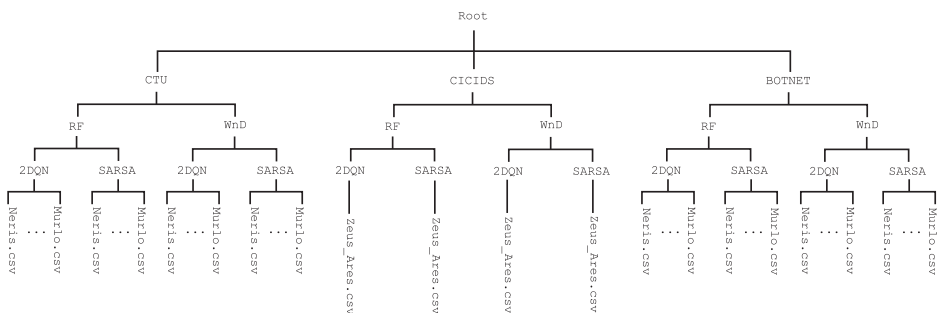 Root
CTU CICIDS BOTNET
RF WnD RF WnD RF WnD
2DQN SARSA 2DQN SARSA 2DQN SARSA 2DQN SARSA 2DQN SARSA 2DQN SARSA
Neris.csv ... Murlo.csv Neris.csv ... Murlo.csv Neris.csv ... Murlo.csv Neris.csv ... Murlo.csv Zeus_Ares.csv Zeus_Ares.csv Zeus_Ares.csv Zeus_Ares.csv Neris.csv ... Murlo.csv Neris.csv ... Murlo.csv Neris.csv ... Murlo.csv Neris.csv ... Murlo.csv